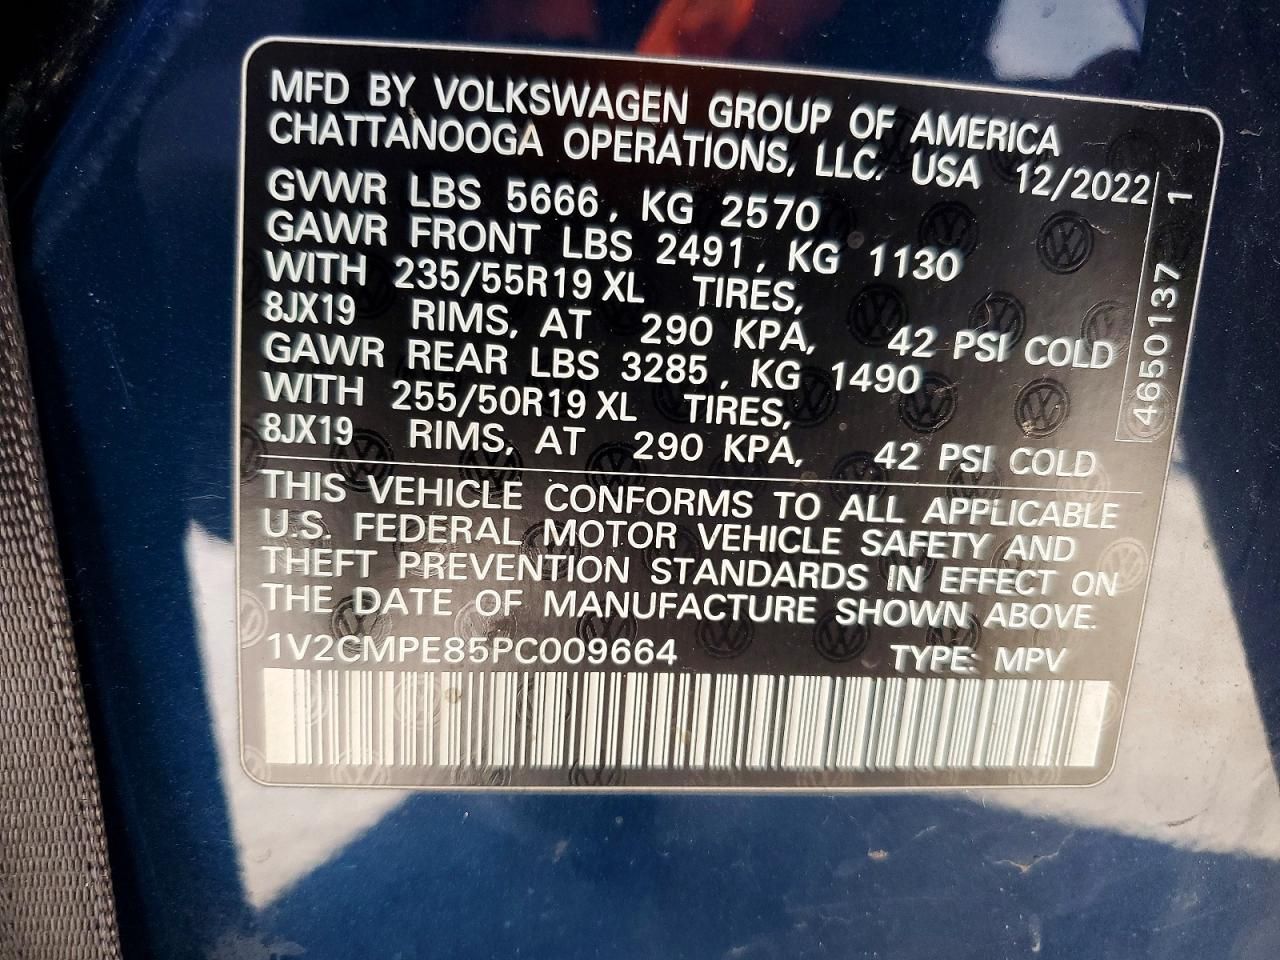 MFD BY VOLKSWAGEN GROUP OF AMERICA
CHATTANOOGA OPERATIONS, LLC, USA 12/2022
GVWR LBS 5666, KG 2570
GAWR FRONT LBS 2491, KG 1130
WITH 235/55R19 XL TIRES,
8JX19 RIMS, AT 290 KPA, 42 PSI COLD
GAWR REAR LBS 3285, KG 1490
WITH 255/50R19 XL TIRES,
8JX19 RIMS, AT 290 KPA, 42 PSI COLD
4650137 1
THIS VEHICLE CONFORMS TO ALL APPLICABLE
U.S. FEDERAL MOTOR VEHICLE SAFETY AND
THEFT PREVENTION STANDARDS IN EFFECT ON
THE DATE OF MANUFACTURE SHOWN ABOVE.
1V2CMPE85PC009664 TYPE: MPV